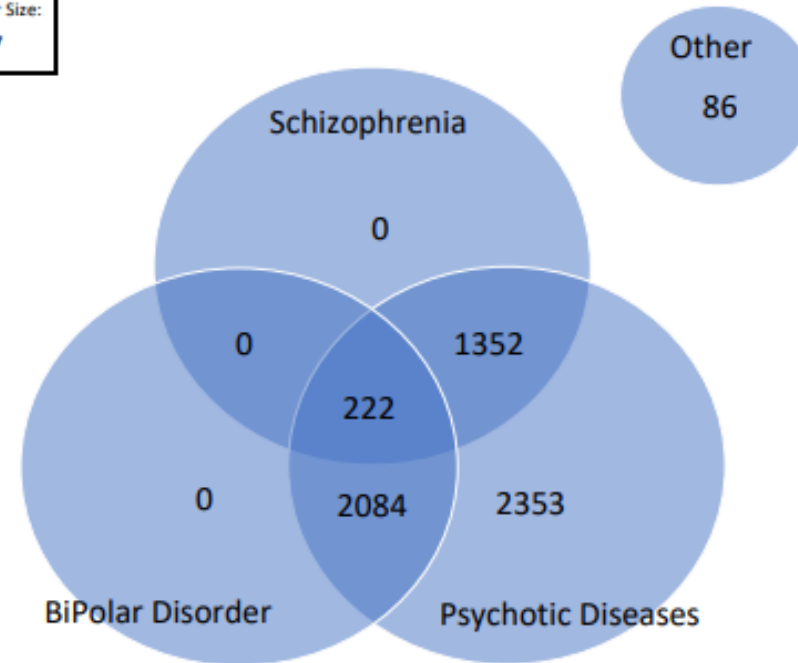 Size:
Other
86
Schizophrenia
0
0
1352
222
0
2084
2353
BiPolar Disorder
Psychotic Diseases